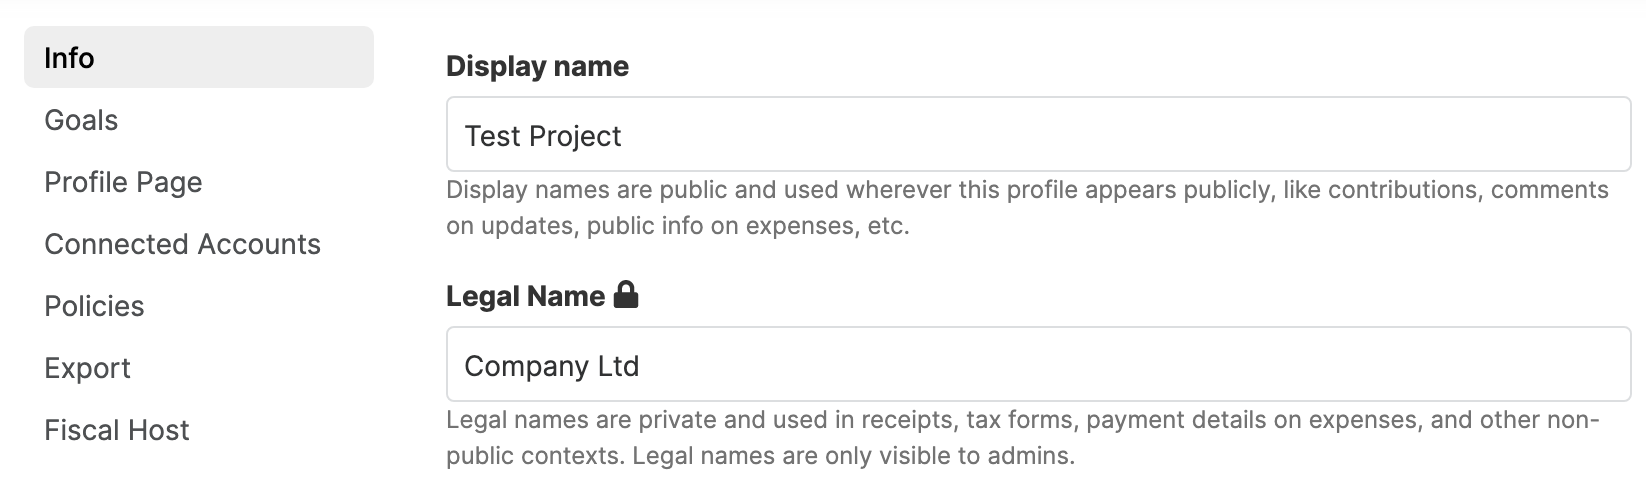 Info
Goals
Profile Page
Connected Accounts
Policies
Export
Fiscal Host
Display name
Test Project
Display names are public and used wherever this profile appears publicly, like contributions, comments
on updates, public info on expenses, etc.
Legal Name
Company Ltd
Legal names are private and used in receipts, tax forms, payment details on expenses, and other non-
public contexts. Legal names are only visible to admins.